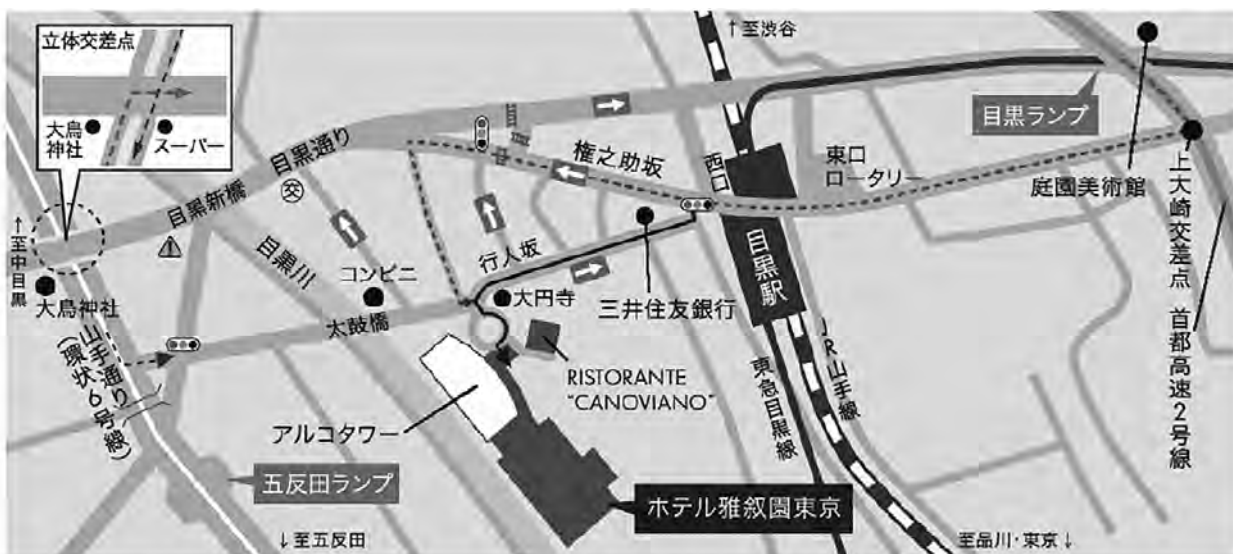 立体交差点
大鳥
神社
スーパー
↑至渋谷
目黒ランプ
目黒通り
目黒新橋
交
権之助坂
西口
東口
ロータリー
庭園美術館
上大崎交差点
首都高速2号線
↑至中目黒
大鳥神社
目黒川
コンビニ
太鼓橋
行人坂
大円寺
三井住友銀行
目黒駅
JR山手線
東急目黒線
山手通り
(環状6号線)
RISTORANTE
"CANOVIANO"
アルコタワー
五反田ランプ
ホテル雅叙園東京
↓至五反田
至品川・東京↓